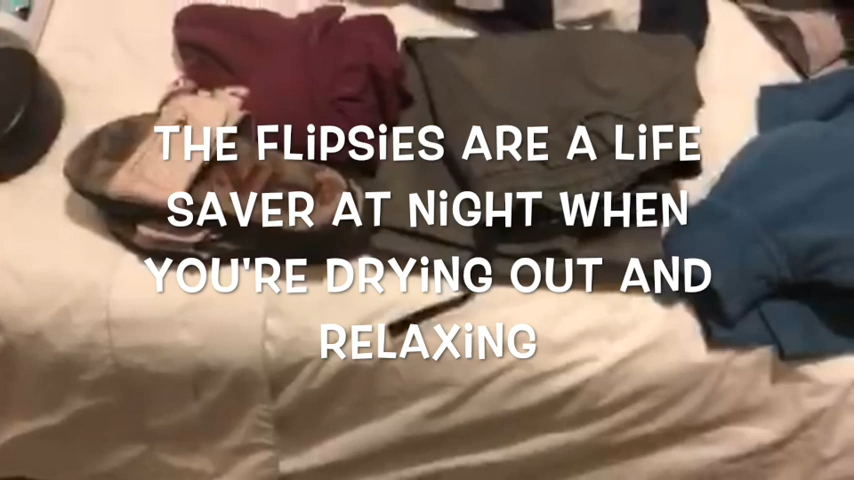 THE FLiPSiES ARE A LiFE
SAVER AT NiGHT WHEN
YOU'RE DRYiNG OUT AND
RELAXiNG